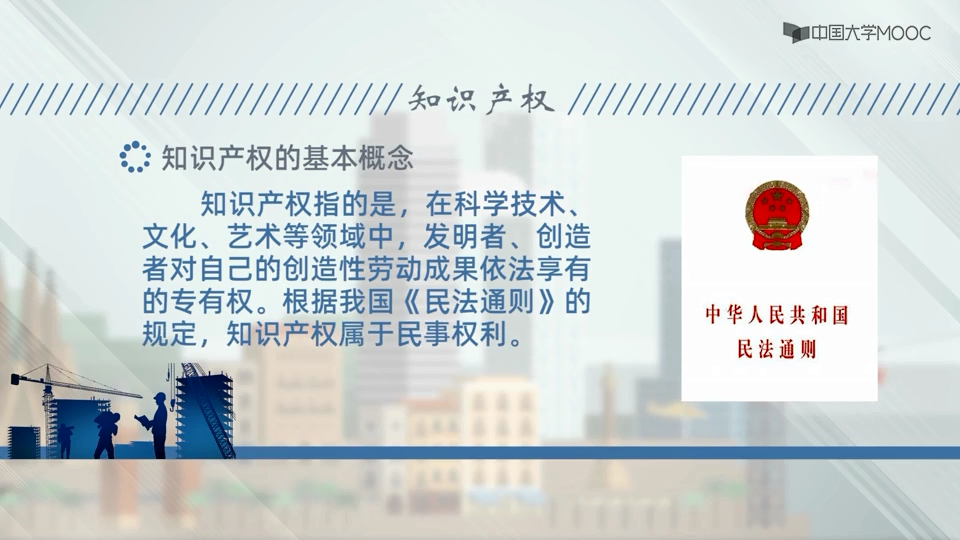 中国大学MOOC
知识产权
知识产权的基本概念
知识产权指的是，在科学技术、
文化、艺术等领域中，发明者、创造
者对自己的创造性劳动成果依法享有
的专有权。根据我国《民法通则》的
规定，知识产权属于民事权利。
中华人民共和国
民法通则